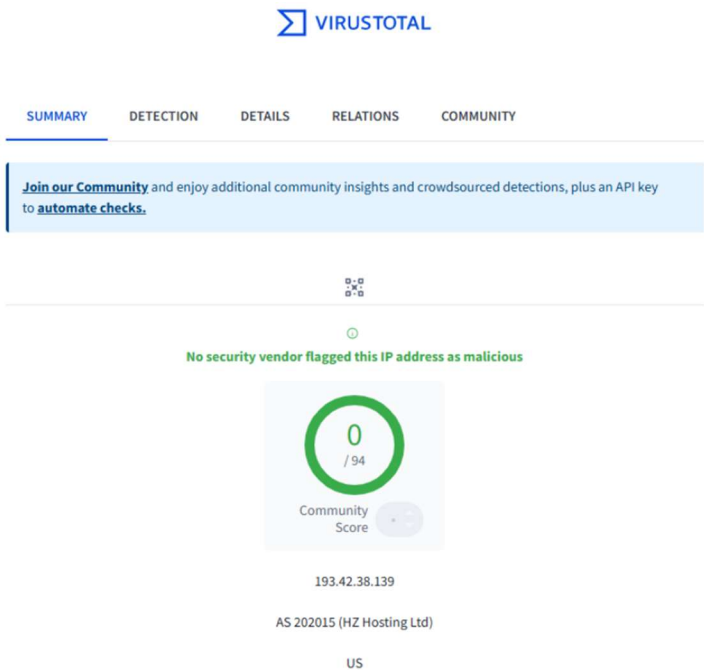 VIRUSTOTAL
SUMMARY DETECTION DETAILS RELATIONS COMMUNITY
Join our Community and enjoy additional community insights and crowdsourced detections, plus an API key
to automate checks.
No security vendor flagged this IP address as malicious
0
/ 94
Community
Score
193.42.38.139
AS 202015 (HZ Hosting Ltd)
US